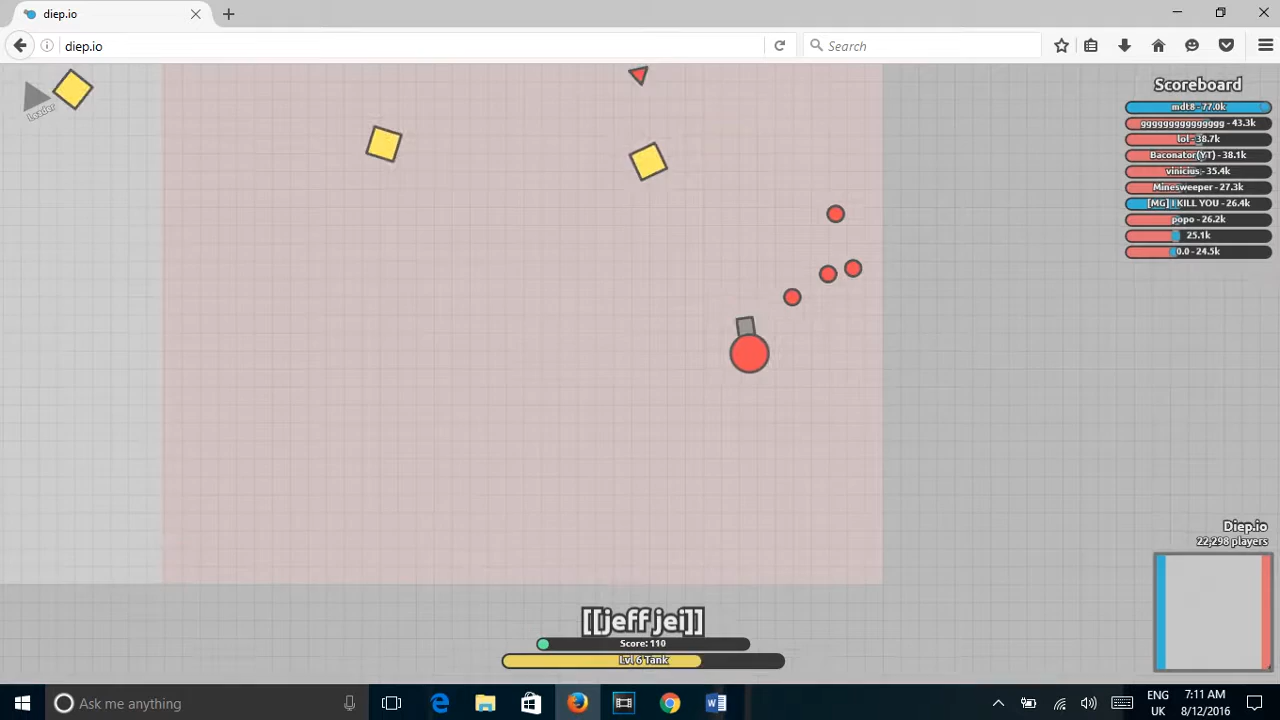 diep.io
diep.io
Search
Leader
Scoreboard
mdt8 - 77.0k
gggggggggggggggg - 43.3k
lol - 38.7k
Baconator(YT) - 38.1k
vinicius - 35.4k
Minesweeper - 27.3k
[MG] I KILL YOU - 26.4k
popo - 26.2k
25.1k
0.0 - 24.5k
Diep.io
22,298 players
[[jeff jei]]
Score: 110
Lvl 6 Tank
Ask me anything
ENG
UK
7:11 AM
8/12/2016